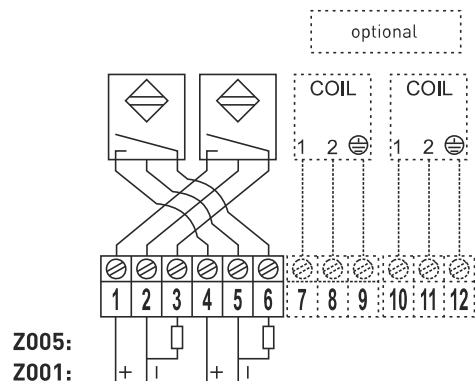 optional
COIL COIL
1 2 1 2
1 2 3 4 5 6 7 8 9 10 11 12
Z005:
Z001: + – + –